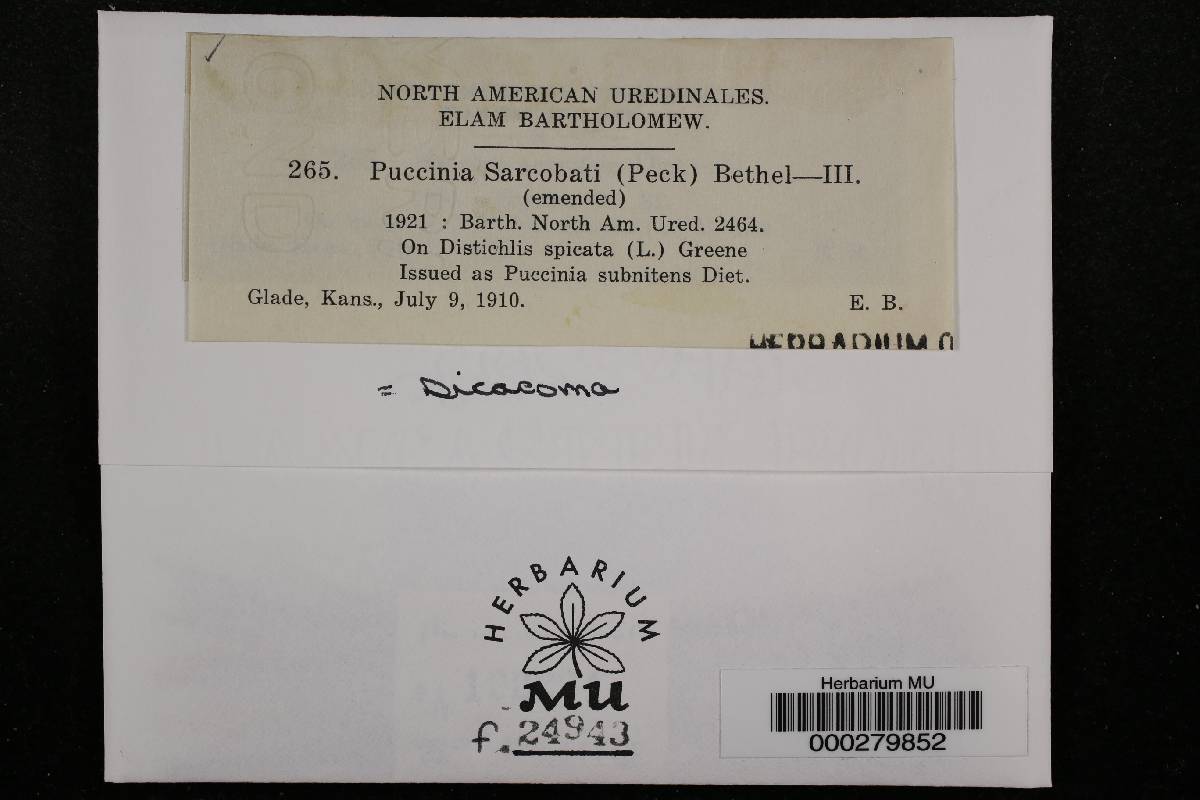 NORTH AMERICAN UREDINALES.
ELAM BARTHOLOMEW.
265. Puccinia Sarcobati (Peck) Bethel—III.
(emended)
1921 : Barth. North Am. Ured. 2464.
On Distichlis spicata (L.) Greene
Issued as Puccinia subnitens Diet.
Glade, Kans., July 9, 1910. E. B.
= Dicacoma
HERBARIUM
MU
f. 24943
Herbarium MU
000279852